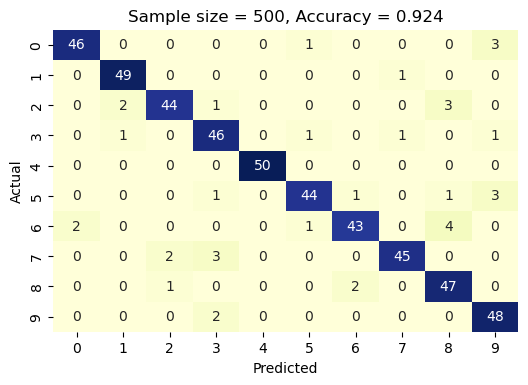 Sample size = 500, Accuracy = 0.924
0 46 0 0 0 0 1 0 0 0 3
1 0 49 0 0 0 0 0 1 0 0
2 0 2 44 1 0 0 0 0 3 0
3 0 1 0 46 0 1 0 1 0 1
4 0 0 0 0 50 0 0 0 0 0
Actual
5 0 0 0 1 0 44 1 0 1 3
6 2 0 0 0 0 1 43 0 4 0
7 0 0 2 3 0 0 0 45 0 0
8 0 0 1 0 0 0 2 0 47 0
9 0 0 0 2 0 0 0 0 0 48
0 1 2 3 4 5 6 7 8 9
Predicted